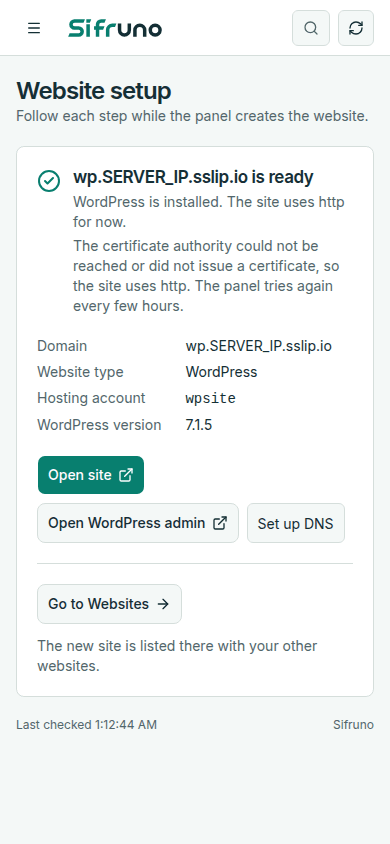 Sifruno
Website setup
Follow each step while the panel creates the website.
wp.SERVER_IP.sslip.io is ready
WordPress is installed. The site uses http
for now.
The certificate authority could not be
reached or did not issue a certificate, so
the site uses http. The panel tries again
every few hours.
Domain wp.SERVER_IP.sslip.io
Website type WordPress
Hosting account wpsite
WordPress version 7.1.5
Open site
Open WordPress admin Set up DNS
Go to Websites
The new site is listed there with your other
websites.
Last checked 1:12:44 AM Sifruno